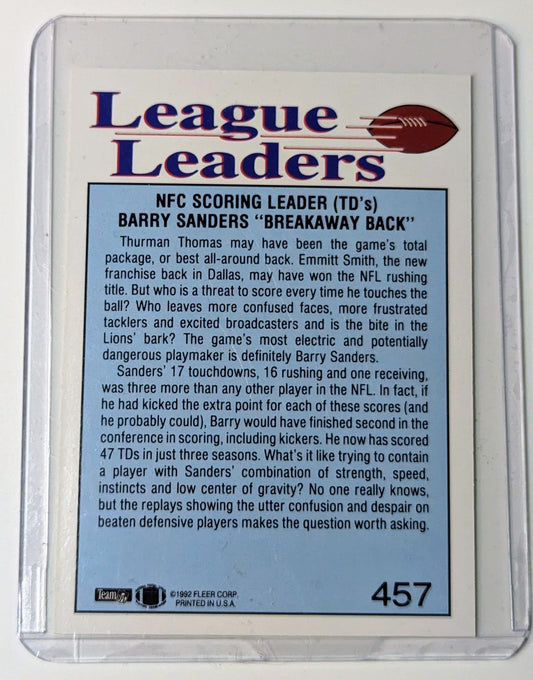 League
Leaders
NFC SCORING LEADER (TD's)
BARRY SANDERS "BREAKAWAY BACK"
Thurman Thomas may have been the game's total
package, or best all-around back. Emmitt Smith, the new
franchise back in Dallas, may have won the NFL rushing
title. But who is a threat to score every time he touches the
ball? Who leaves more confused faces, more frustrated
tacklers and excited broadcasters and is the bite in the
Lions' bark? The game's most electric and potentially
dangerous playmaker is definitely Barry Sanders.
Sanders' 17 touchdowns, 16 rushing and one receiving,
was three more than any other player in the NFL. In fact, if
he had kicked the extra point for each of these scores (and
he probably could), Barry would have finished second in the
conference in scoring, including kickers. He now has scored
47 TDs in just three seasons. What's it like trying to contain
a player with Sanders' combination of strength, speed,
instincts and low center of gravity? No one really knows,
but the replays showing the utter confusion and despair on
beaten defensive players makes the question worth asking.
Team
©1992 FLEER CORP.
PRINTED IN U.S.A.
457